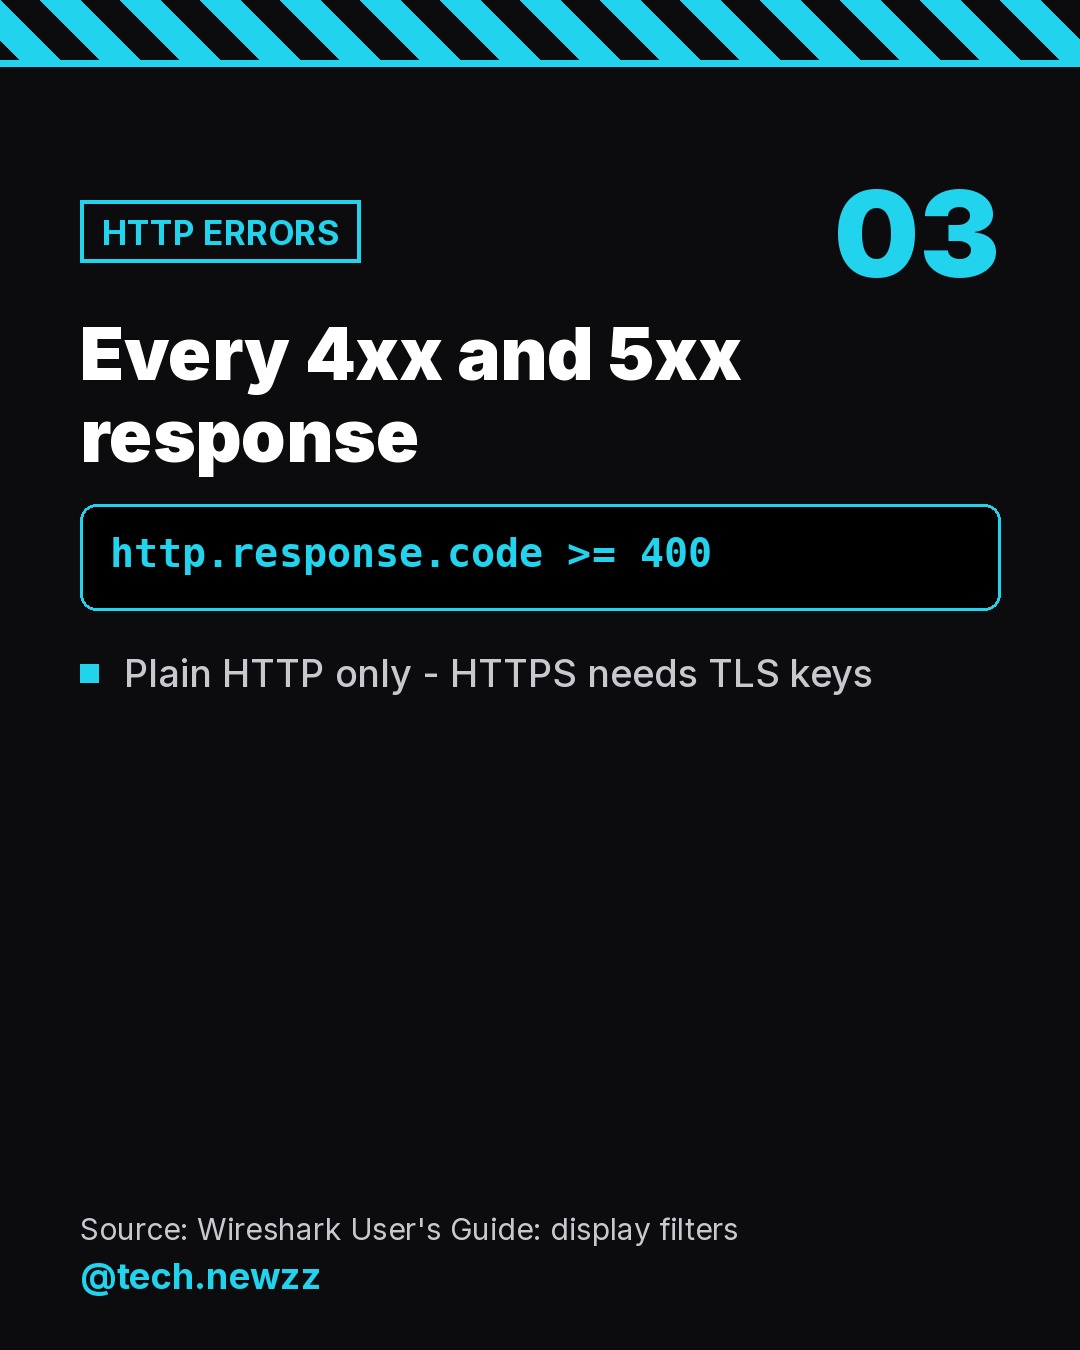 HTTP ERRORS
03
Every 4xx and 5xx
response
http.response.code >= 400
Plain HTTP only - HTTPS needs TLS keys
Source: Wireshark User's Guide: display filters
@tech.newzz